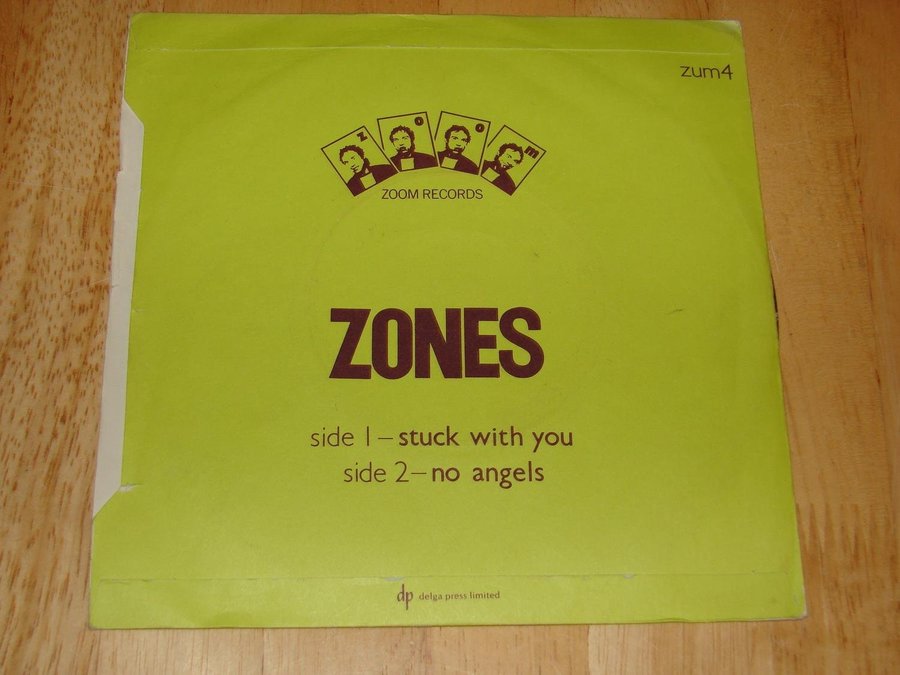 zum4
z o o m
ZOOM RECORDS
ZONES
side 1 – stuck with you
side 2 – no angels
dp delga press limited